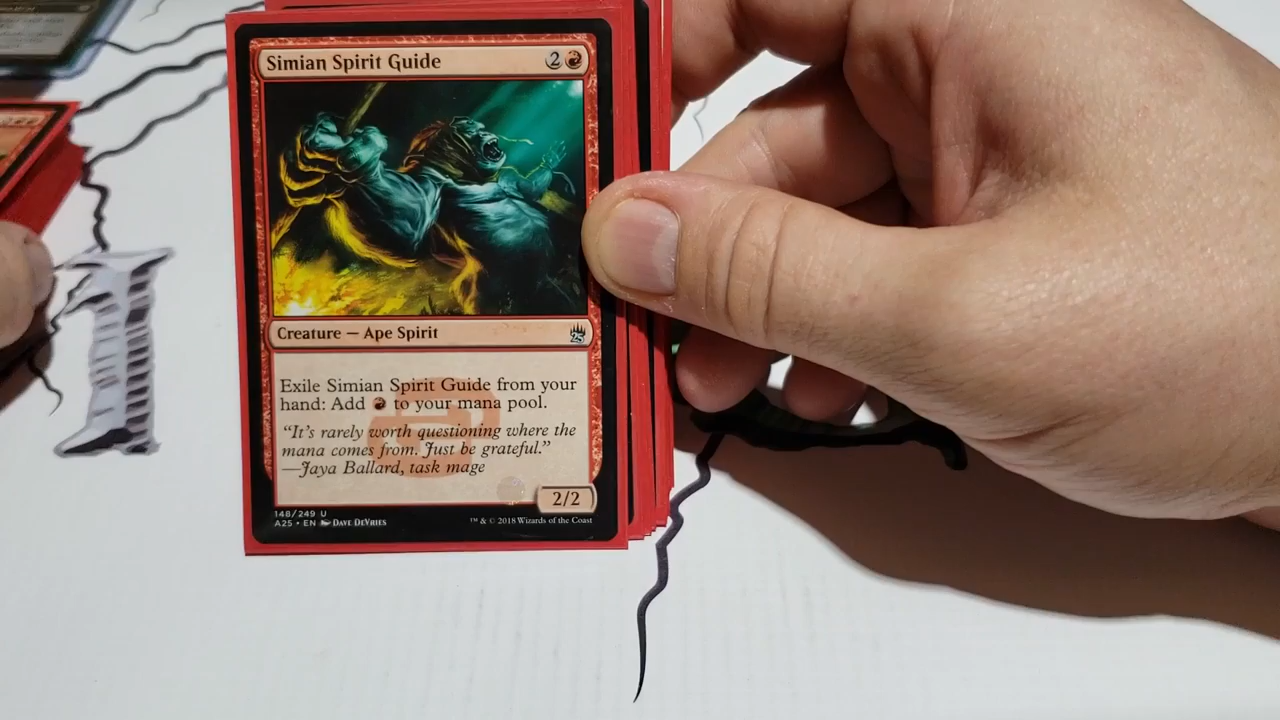 Simian Spirit Guide 2
Creature — Ape Spirit
25
Exile Simian Spirit Guide from your
hand: Add to your mana pool.
“It's rarely worth questioning where the
mana comes from. Just be grateful.”
—Jaya Ballard, task mage
2/2
148/249 U
A25 • EN Dave DeVries
™ & © 2018 Wizards of the Coast